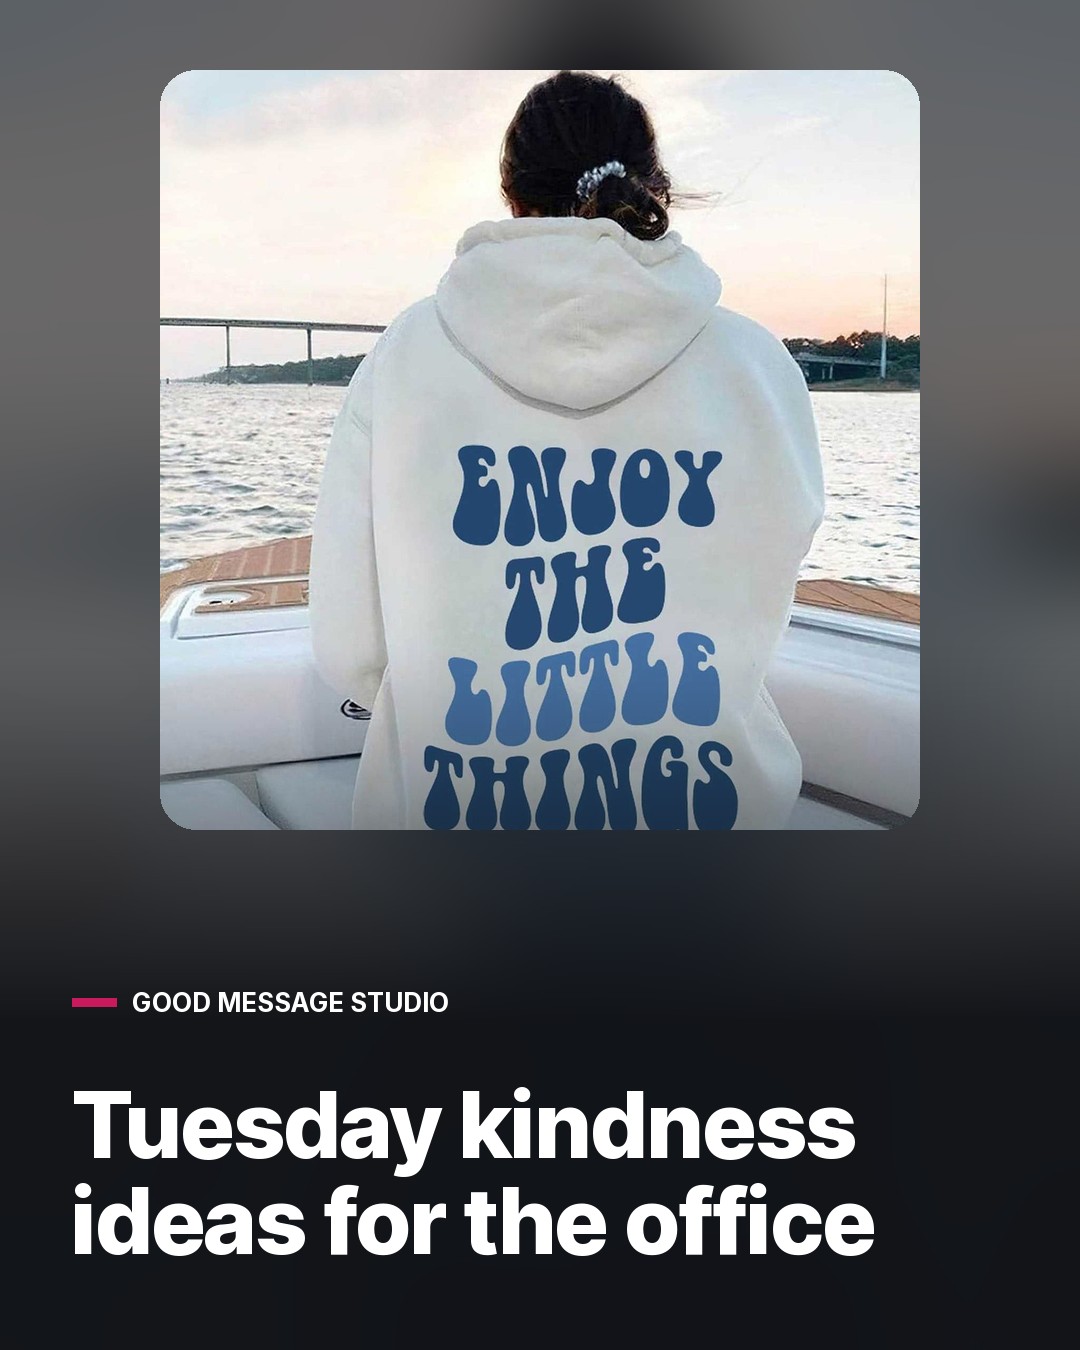 ENJOY
THE
LITTLE
THINGS
GOOD MESSAGE STUDIO
Tuesday kindness
ideas for the office